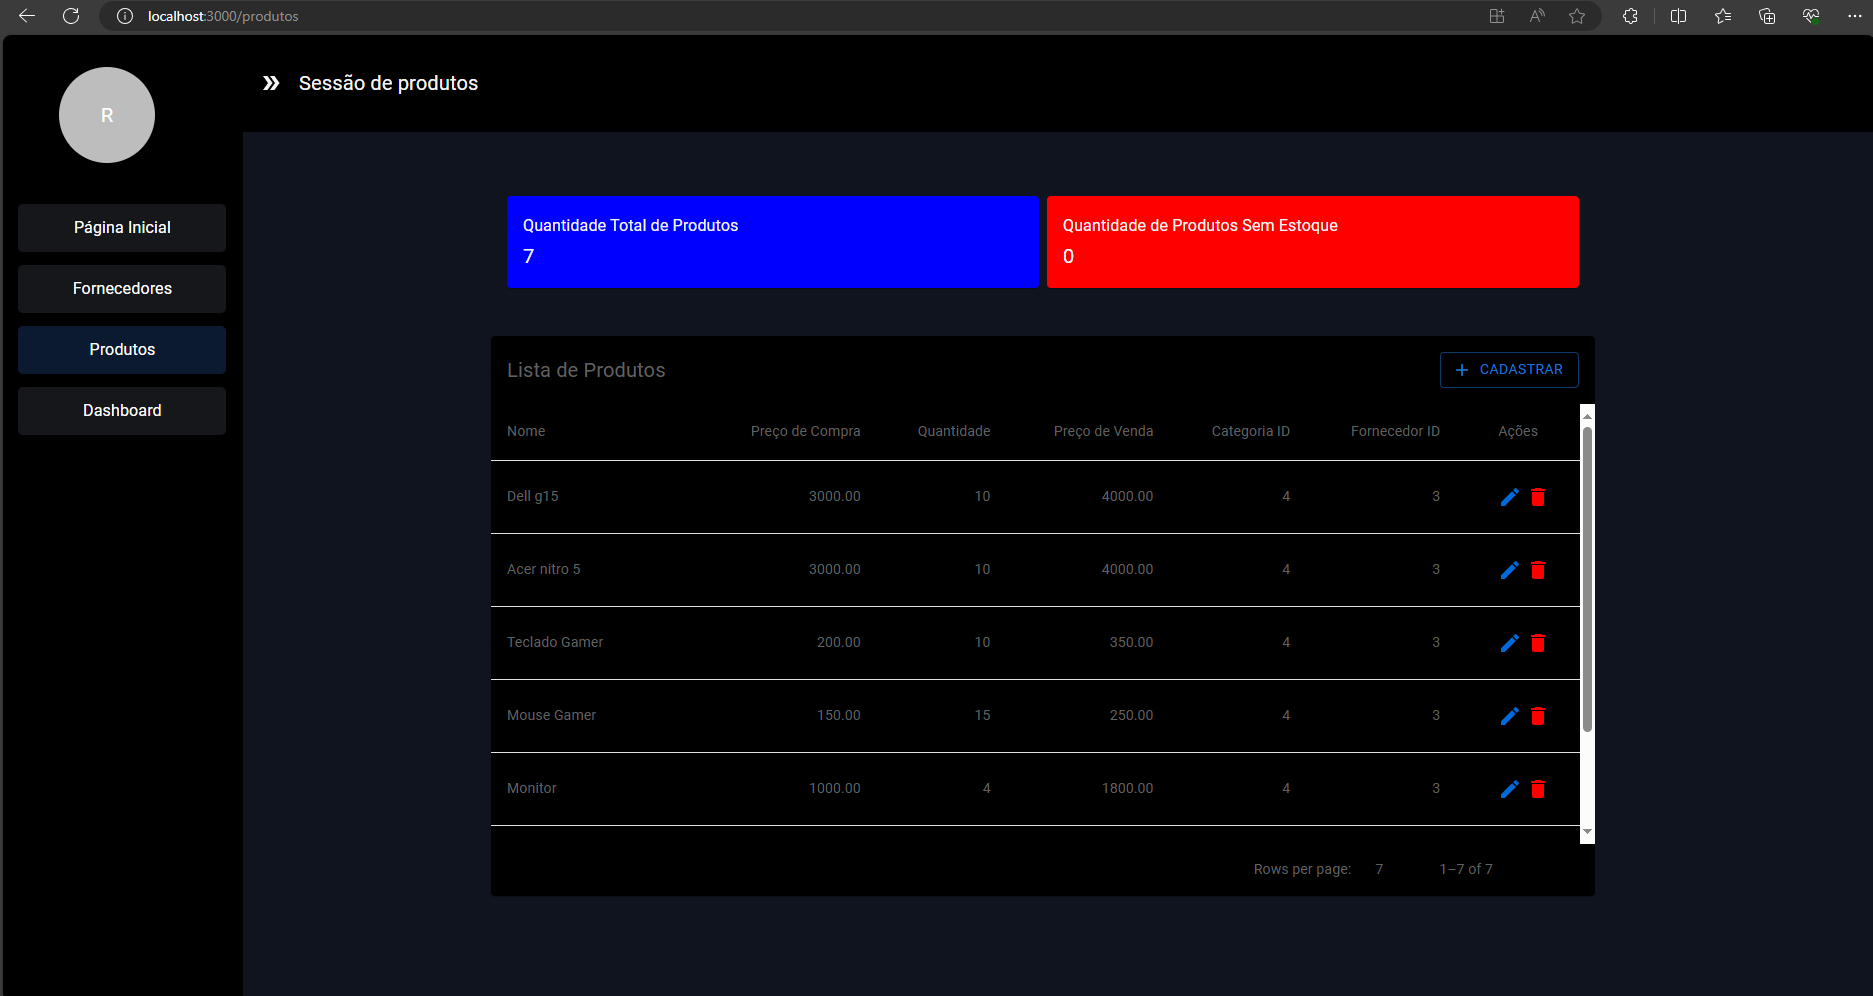 localhost:3000/produtos
R
Sessão de produtos
Página Inicial
Fornecedores
Produtos
Dashboard
Quantidade Total de Produtos
7
Quantidade de Produtos Sem Estoque
0
Lista de Produtos
+ CADASTRAR
Nome Preço de Compra Quantidade Preço de Venda Categoria ID Fornecedor ID Ações
Dell g15 3000.00 10 4000.00 4 3
Acer nitro 5 3000.00 10 4000.00 4 3
Teclado Gamer 200.00 10 350.00 4 3
Mouse Gamer 150.00 15 250.00 4 3
Monitor 1000.00 4 1800.00 4 3
Rows per page: 7 1–7 of 7